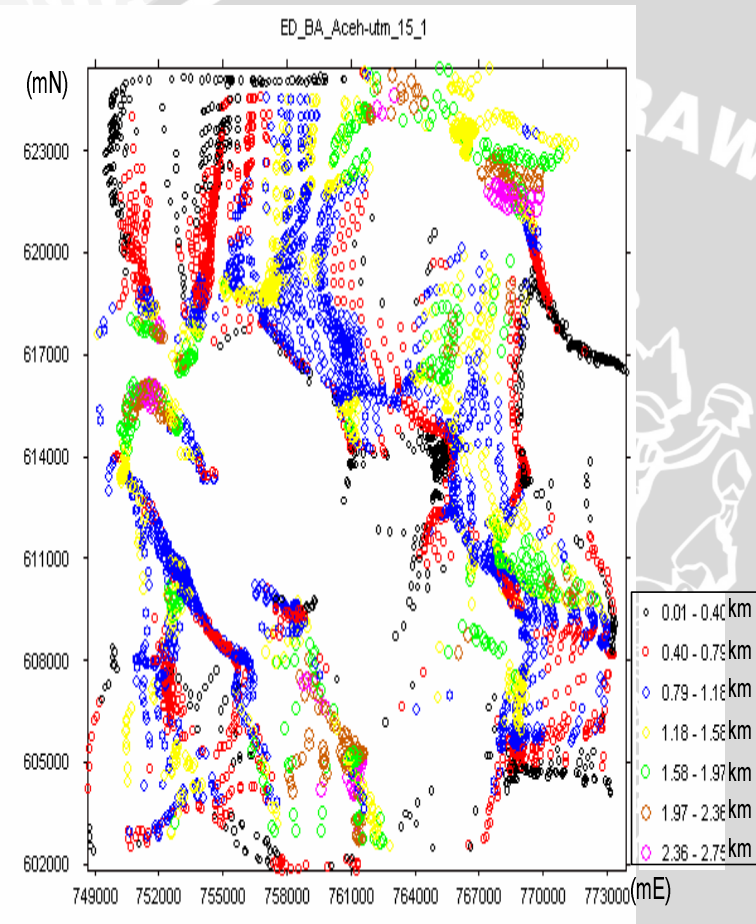 ED_BA_Aceh-utm_15_1
(mN)
RAW
623000
620000
617000
614000
611000
608000
605000
602000
0.01 - 0.40 km
0.40 - 0.79 km
0.79 - 1.18 km
1.18 - 1.58 km
1.58 - 1.97 km
1.97 - 2.36 km
2.36 - 2.75 km
749000 752000 755000 758000 761000 764000 767000 770000 773000 (mE)